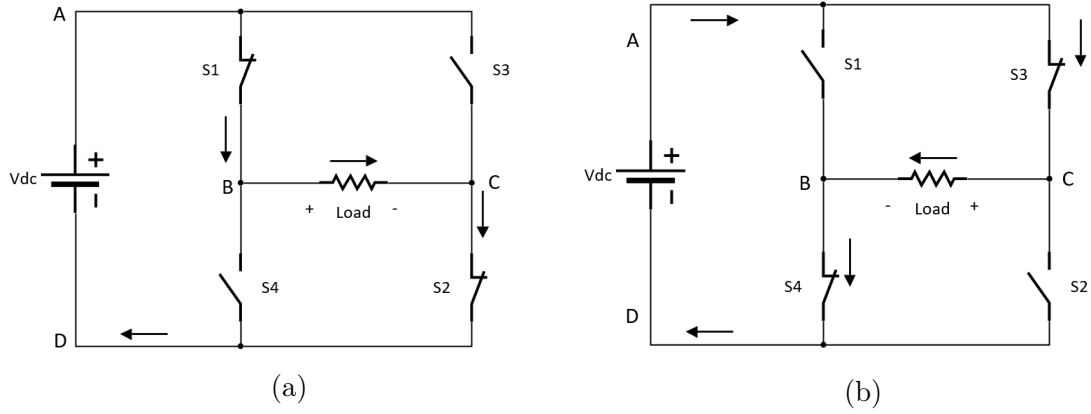 A
S1
S3
Vdc
+
B
C
+
Load
-
S4
S2
D
(a)
A
S1
S3
Vdc
+
B
C
-
Load
+
S4
S2
D
(b)